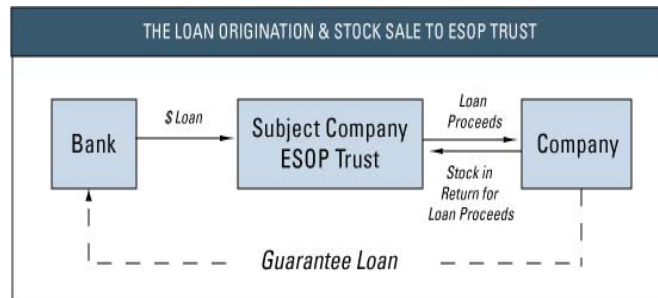 THE LOAN ORIGINATION & STOCK SALE TO ESOP TRUST
Bank
$ Loan
Subject Company
ESOP Trust
Loan
Proceeds
Stock in
Return for
Loan Proceeds
Company
Guarantee Loan